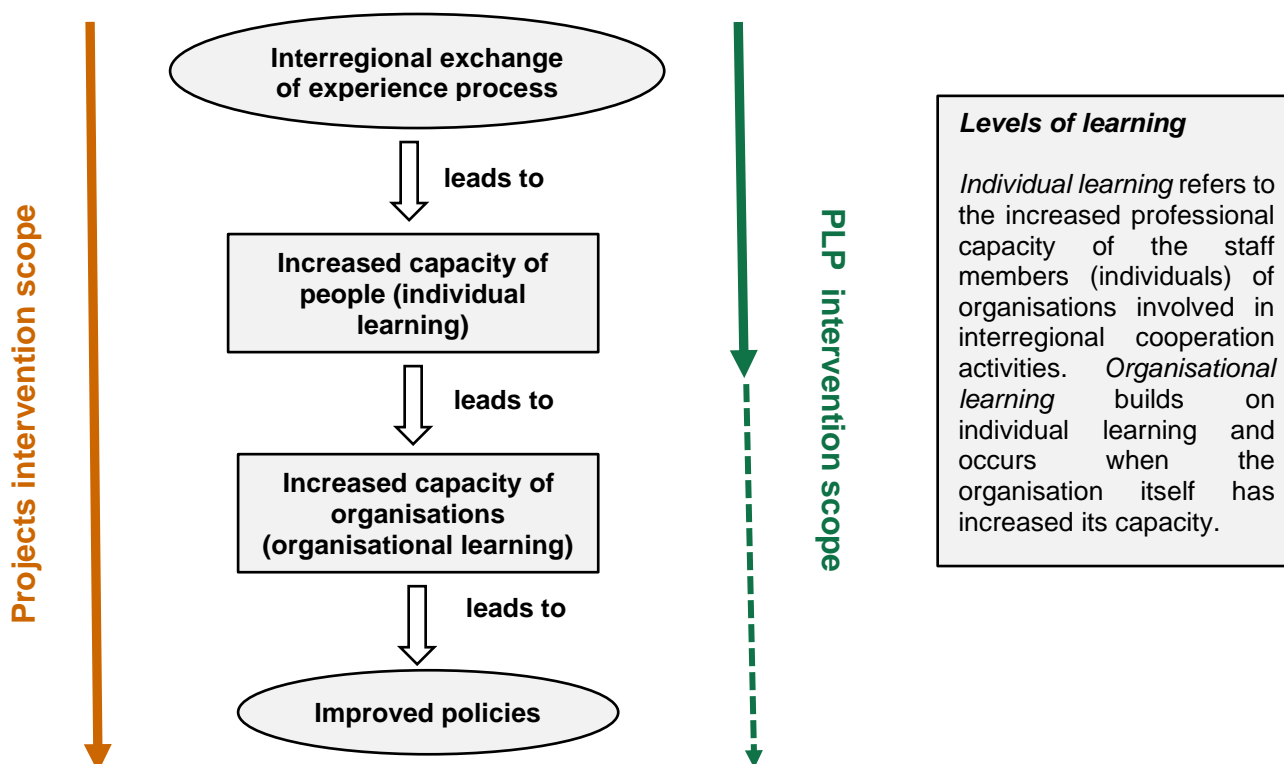 Projects intervention scope
Interregional exchange
of experience process
leads to
Increased capacity of
people (individual
learning)
leads to
Increased capacity of
organisations
(organisational learning)
leads to
Improved policies
PLP intervention scope
Levels of learning
Individual learning refers to
the increased professional
capacity of the staff
members (individuals) of
organisations involved in
interregional cooperation
activities. Organisational
learning builds on
individual learning and
occurs when the
organisation itself has
increased its capacity.